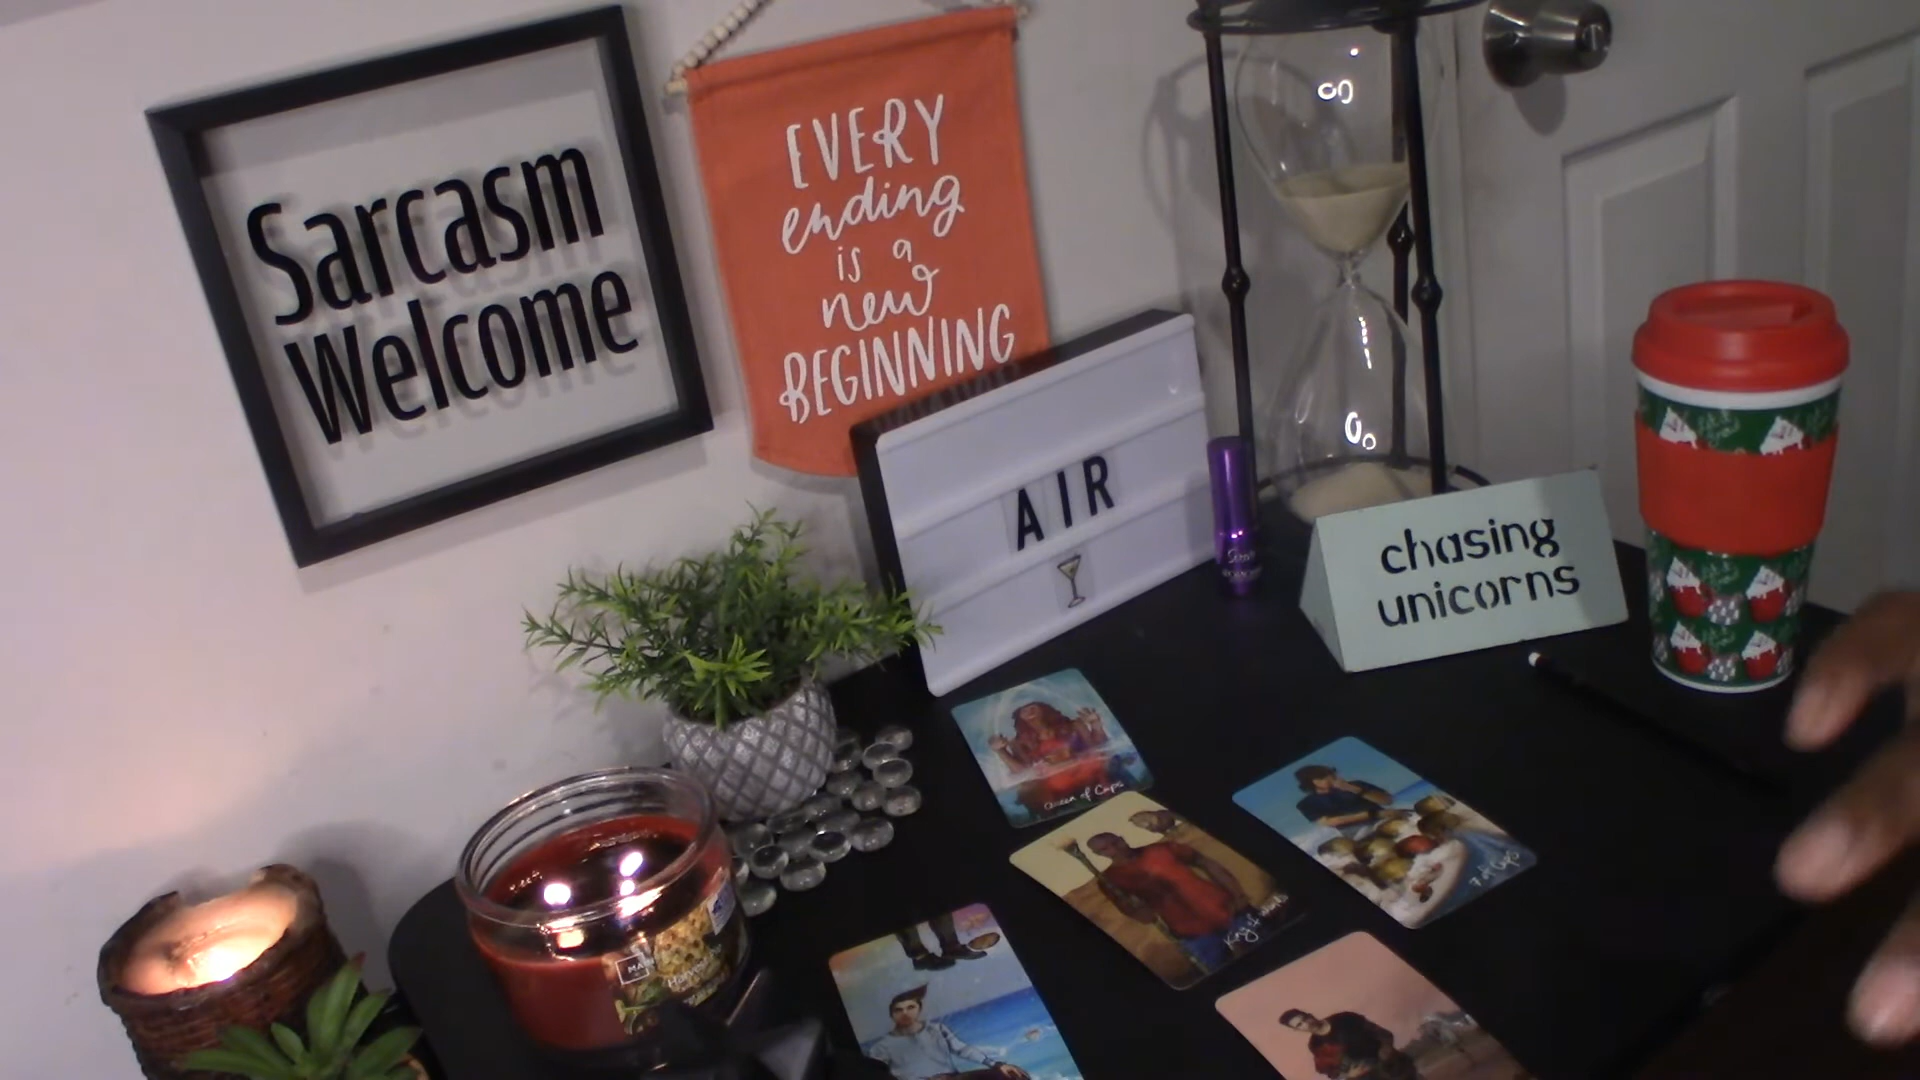 Sarcasm
Welcome
EVERY
ending
is a
new
BEGINNING
AIR
chasing
unicorns
Queen of Cups
King of Wands
7 of Cups